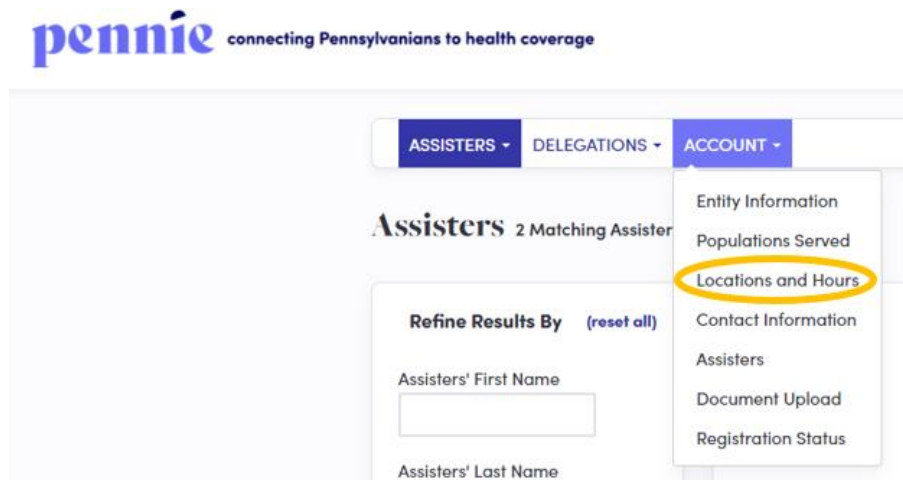 pennie connecting Pennsylvanians to health coverage
ASSISTERS DELEGATIONS ACCOUNT
Entity Information
Populations Served
Locations and Hours
Contact Information
Assisters
Document Upload
Registration Status
Assisters 2 Matching Assister
Refine Results By (reset all)
Assisters' First Name
Assisters' Last Name